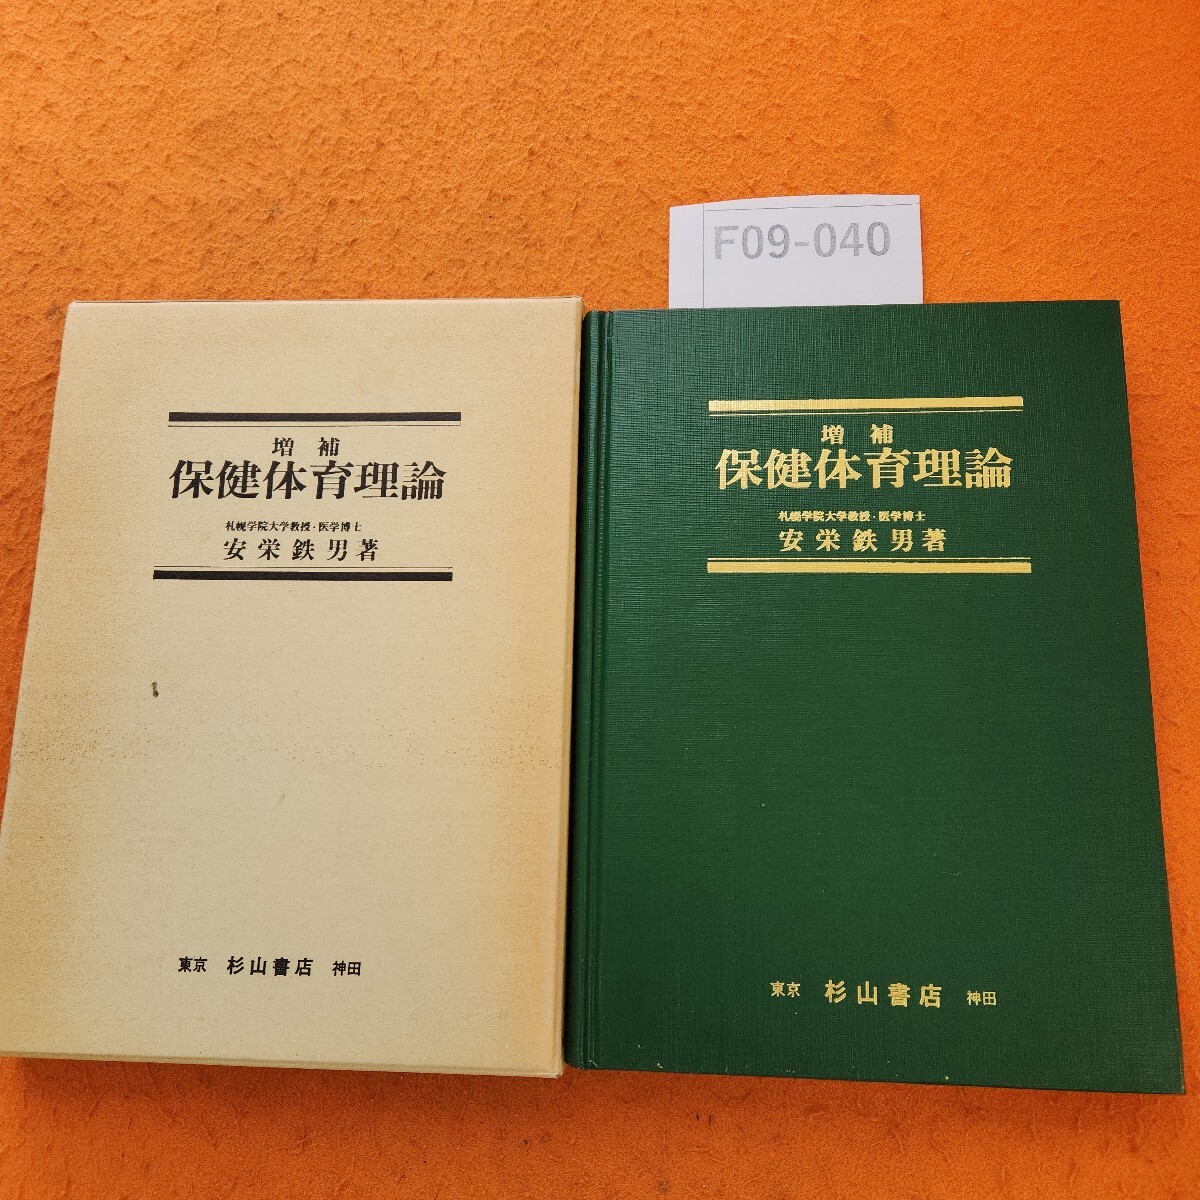 F09-040
増補
保健体育理論
札幌学院大学教授・医学博士
安栄鉄男著
東京 杉山書店 神田
増補
保健体育理論
札幌学院大学教授・医学博士
安栄鉄男著
東京 杉山書店 神田